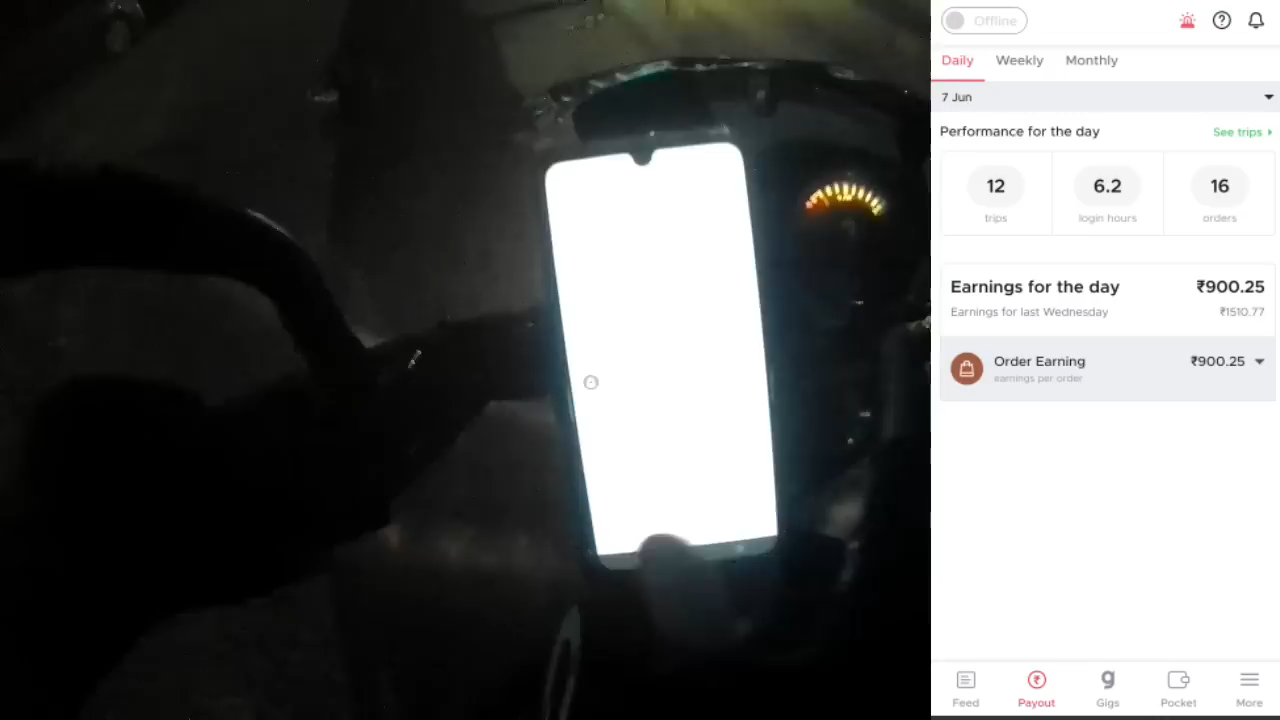 Offline
Daily Weekly Monthly
7 Jun
Performance for the day See trips
12 6.2 16
trips login hours orders
Earnings for the day ₹900.25
Earnings for last Wednesday ₹1510.77
Order Earning ₹900.25
earnings per order
Feed Payout Gigs Pocket More